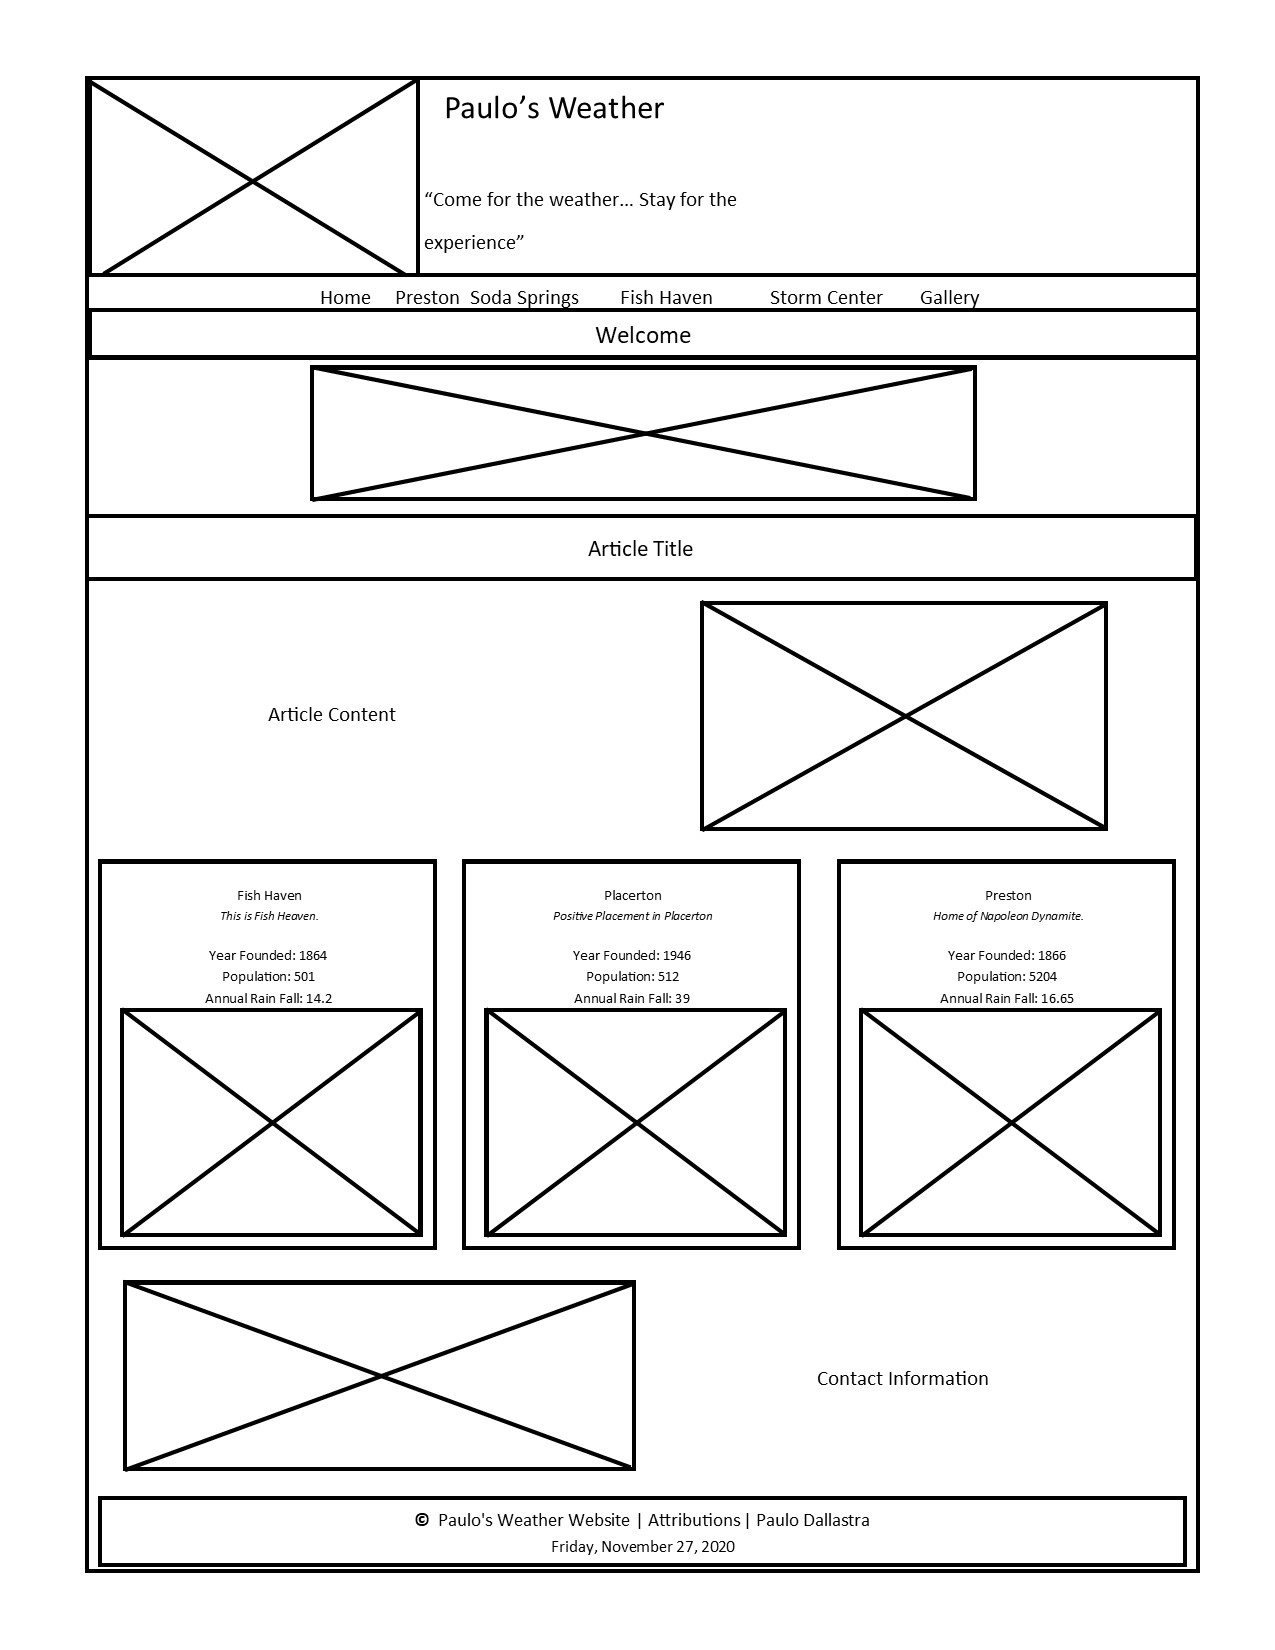 Paulo’s Weather
“Come for the weather... Stay for the
experience”
Home Preston Soda Springs Fish Haven Storm Center Gallery
Welcome
Article Title
Article Content
Fish Haven
This is Fish Heaven.
Year Founded: 1864
Population: 501
Annual Rain Fall: 14.2
Placerton
Positive Placement in Placerton
Year Founded: 1946
Population: 512
Annual Rain Fall: 39
Preston
Home of Napoleon Dynamite.
Year Founded: 1866
Population: 5204
Annual Rain Fall: 16.65
Contact Information
© Paulo's Weather Website | Attributions | Paulo Dallastra
Friday, November 27, 2020